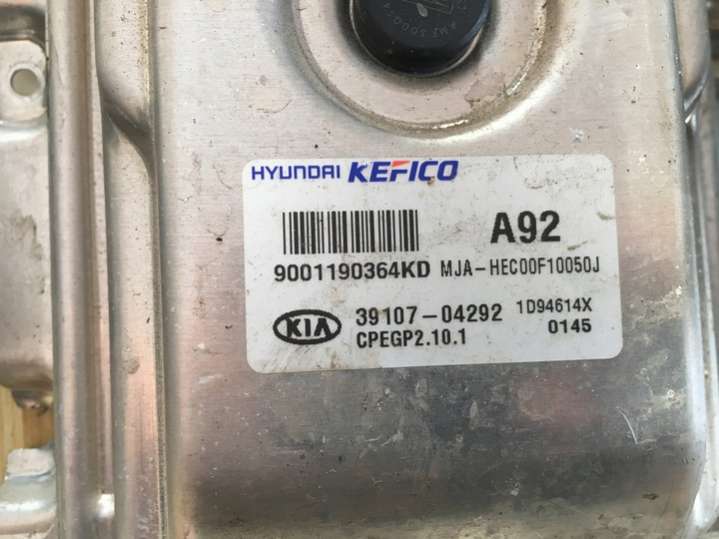 HYUNDAI KEFICO
A92
9001190364KD MJA-HEC00F10050J
KIA 39107-04292 1D94614X
CPEGP2.10.1 0145